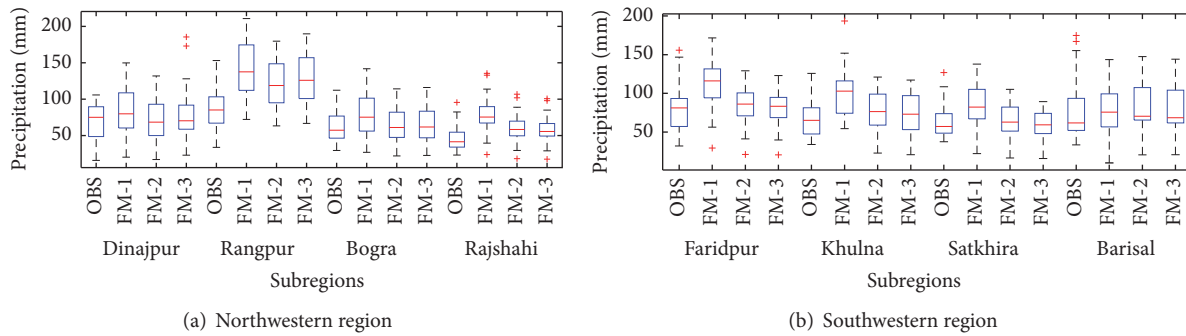 Precipitation (mm)
200
150
100
50
OBS FM-1 FM-2 FM-3 OBS FM-1 FM-2 FM-3 OBS FM-1 FM-2 FM-3 OBS FM-1 FM-2 FM-3
Dinajpur Rangpur Bogra Rajshahi
Subregions
(a) Northwestern region
Precipitation (mm)
200
150
100
50
OBS FM-1 FM-2 FM-3 OBS FM-1 FM-2 FM-3 OBS FM-1 FM-2 FM-3 OBS FM-1 FM-2 FM-3
Faridpur Khulna Satkhira Barisal
Subregions
(b) Southwestern region